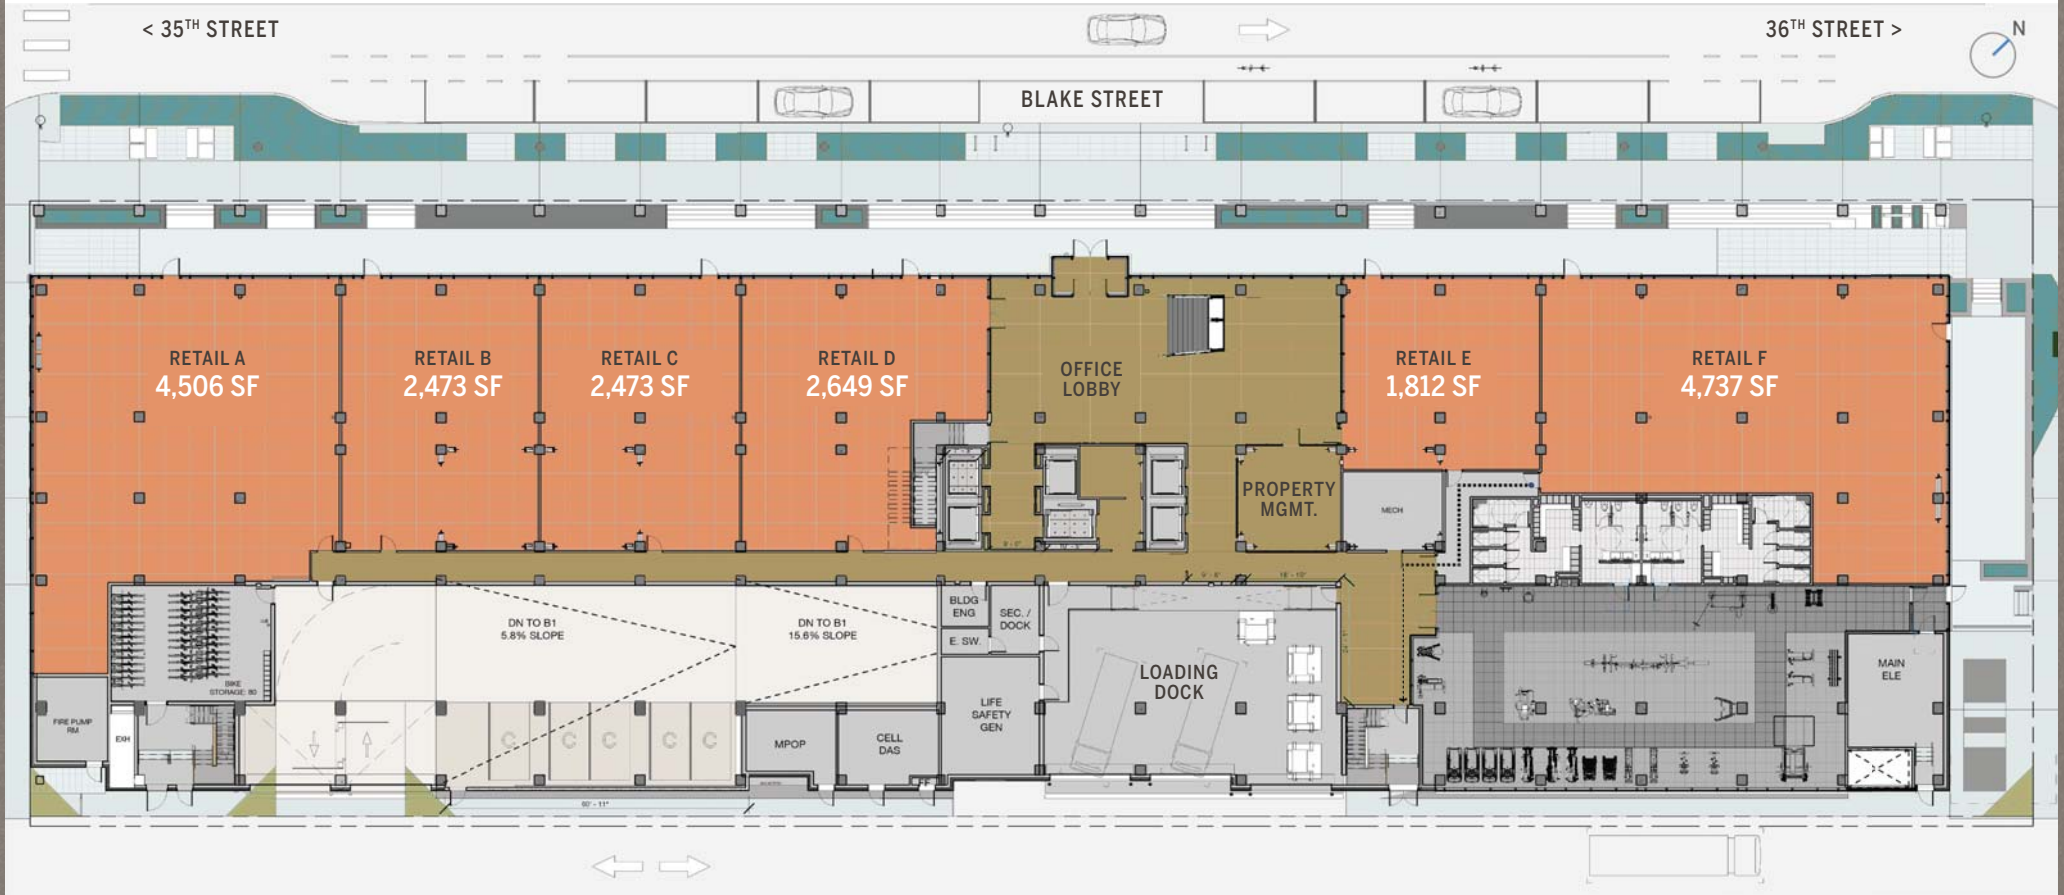 < 35TH STREET
36TH STREET >
N
BLAKE STREET
RETAIL A
4,506 SF
RETAIL B
2,473 SF
RETAIL C
2,473 SF
RETAIL D
2,649 SF
OFFICE
LOBBY
RETAIL E
1,812 SF
RETAIL F
4,737 SF
PROPERTY
MGMT.
MECH
BIKE
STORAGE: 80
DN TO B1
5.8% SLOPE
DN TO B1
15.6% SLOPE
BLDG
ENG
SEC. /
DOCK
E. SW.
LOADING
DOCK
MAIN
ELE
FIRE PUMP
RM
EXH
C
C
C
C
C
MPOP
CELL
DAS
LIFE
SAFETY
GEN
60' - 11"